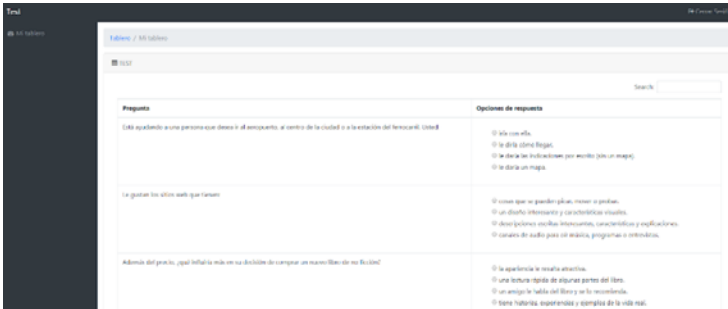 Test
Cerrar Sesión
Mi tablero
Tablero / Mi tablero
TEST
Search:
Pregunta
Opciones de respuesta
Está ayudando a una persona que desea ir al aeropuerto, al centro de la ciudad o a la estación del ferrocarril. Usted:
iría con ella.
le diría cómo llegar.
le daría las indicaciones por escrito (sin un mapa).
le daría un mapa.
Le gustan los sitios web que tienen:
cosas que se pueden picar, mover o probar.
un diseño interesante y características visuales.
descripciones escritas interesantes, características y explicaciones.
canales de audio para oír música, programas o entrevistas.
Además del precio, ¿qué influiría más en su decisión de comprar un nuevo libro de no ficción?
la apariencia le resulta atractiva.
una lectura rápida de algunas partes del libro.
un amigo le habla del libro y se lo recomienda.
tiene historias, experiencias y ejemplos de la vida real.